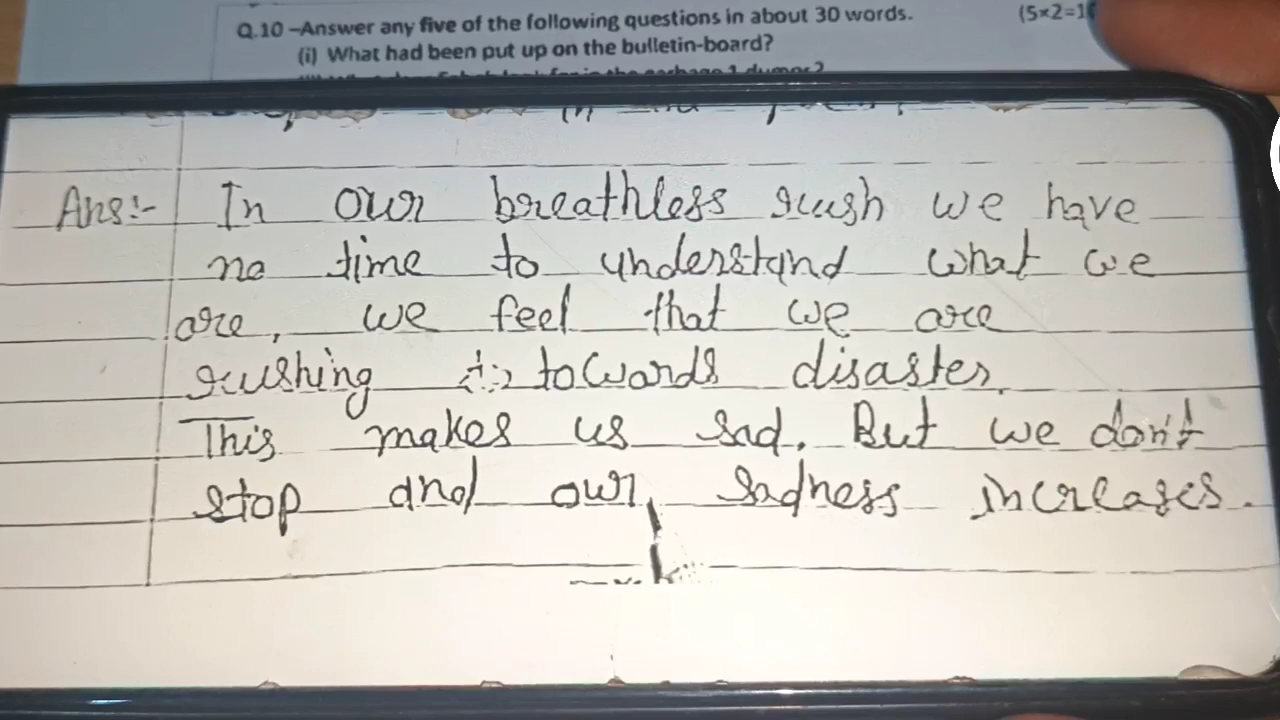 Q.10 –Answer any five of the following questions in about 30 words.
(5×2=1
(i) What had been put up on the bulletin-board?
Ans:- In our breathless rush we have
no time to understand what we
are, we feel that we are
rushing towards disaster.
This makes us sad. But we don't
stop and our sadness increases.